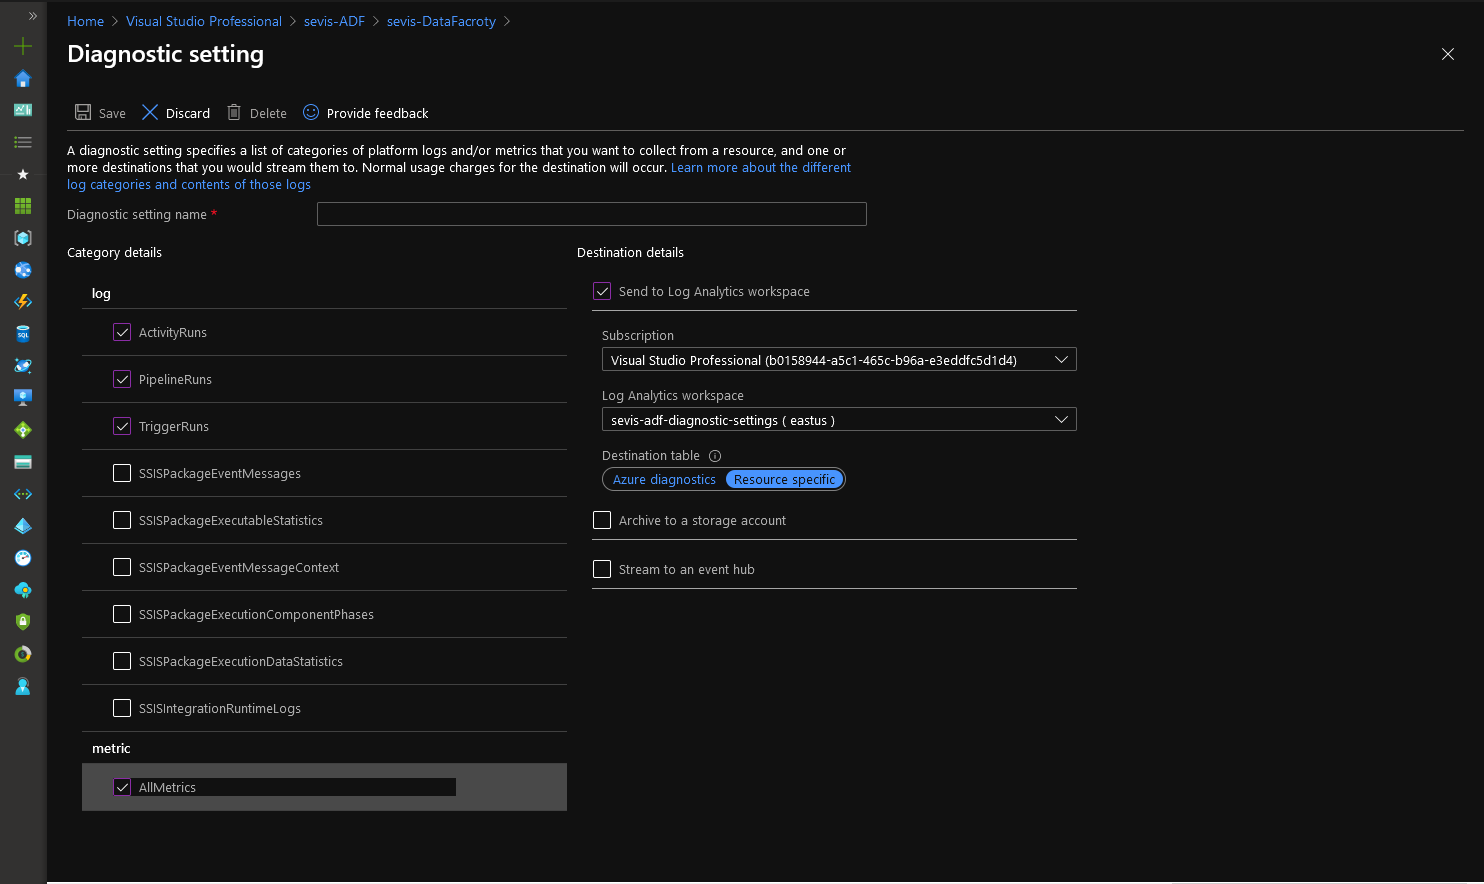 Home > Visual Studio Professional > sevis-ADF > sevis-DataFacroty >
Diagnostic setting
Save Discard Delete Provide feedback
A diagnostic setting specifies a list of categories of platform logs and/or metrics that you want to collect from a resource, and one or
more destinations that you would stream them to. Normal usage charges for the destination will occur. Learn more about the different
log categories and contents of those logs
Diagnostic setting name *
Category details
log
ActivityRuns
PipelineRuns
TriggerRuns
SSISPackageEventMessages
SSISPackageExecutableStatistics
SSISPackageEventMessageContext
SSISPackageExecutionComponentPhases
SSISPackageExecutionDataStatistics
SSISIntegrationRuntimeLogs
metric
AllMetrics
Destination details
Send to Log Analytics workspace
Subscription
Visual Studio Professional (b0158944-a5c1-465c-b96a-e3eddfc5d1d4)
Log Analytics workspace
sevis-adf-diagnostic-settings ( eastus )
Destination table
Azure diagnostics Resource specific
Archive to a storage account
Stream to an event hub